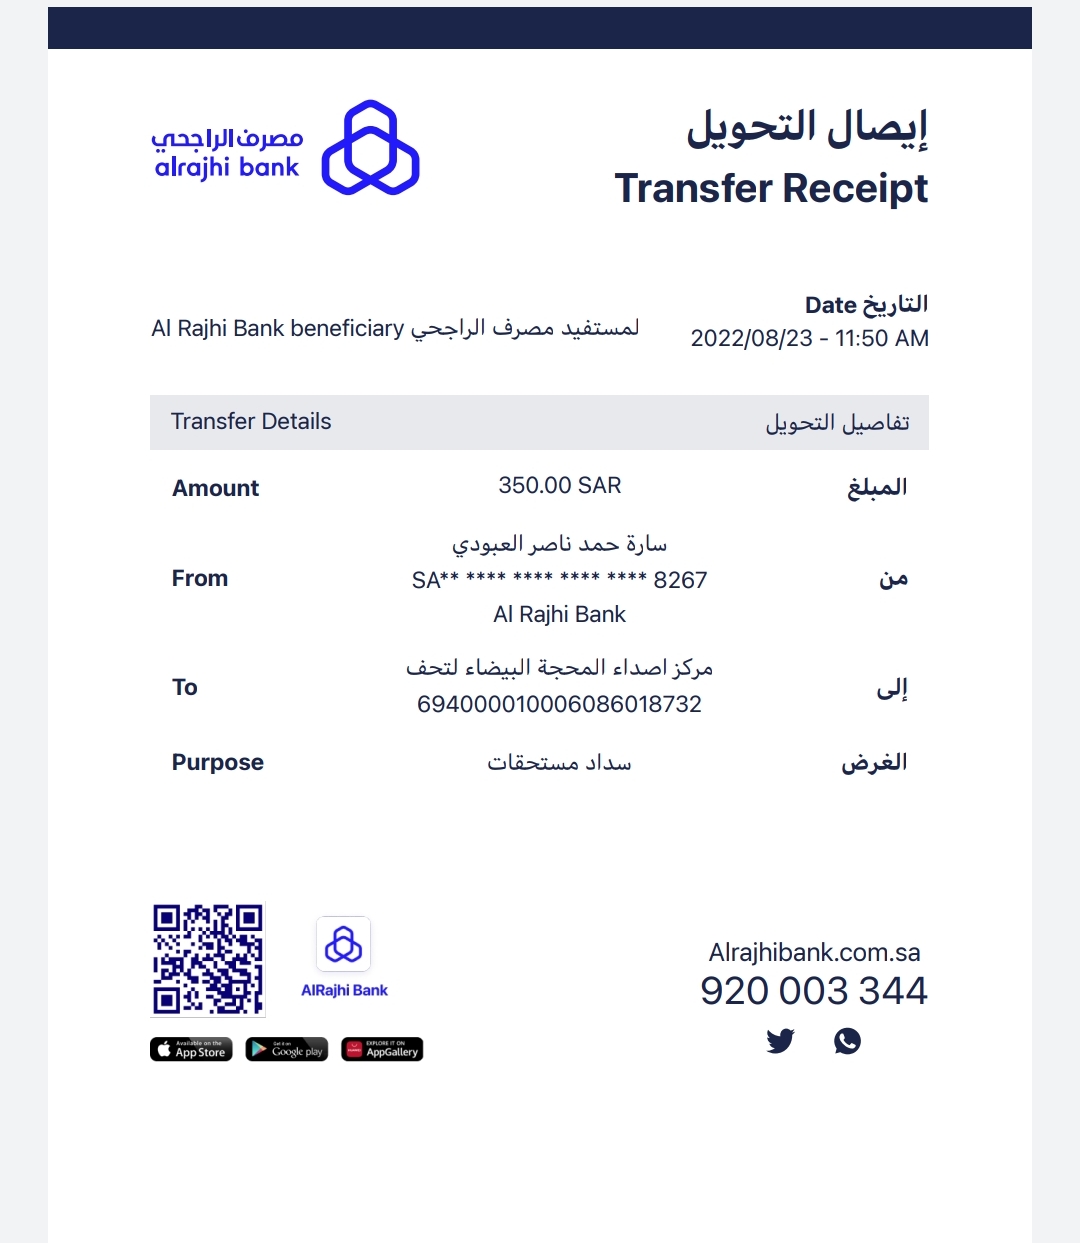 مصرف الراجحي
alrajhi bank
إيصال التحويل
Transfer Receipt
التاريخ Date
2022/08/23 - 11:50 AM
لمستفيد مصرف الراجحي Al Rajhi Bank beneficiary
Transfer Details تفاصيل التحويل
Amount 350.00 SAR المبلغ
سارة حمد ناصر العبودي
From SA** **** **** **** **** 8267 من
Al Rajhi Bank
مركز اصداء المحجة البيضاء لتحف
To إلى
694000010006086018732
Purpose سداد مستحقات الغرض
AlRajhi Bank
Alrajhibank.com.sa
920 003 344
Available on the App Store
Get it on Google play
EXPLORE IT ON AppGallery